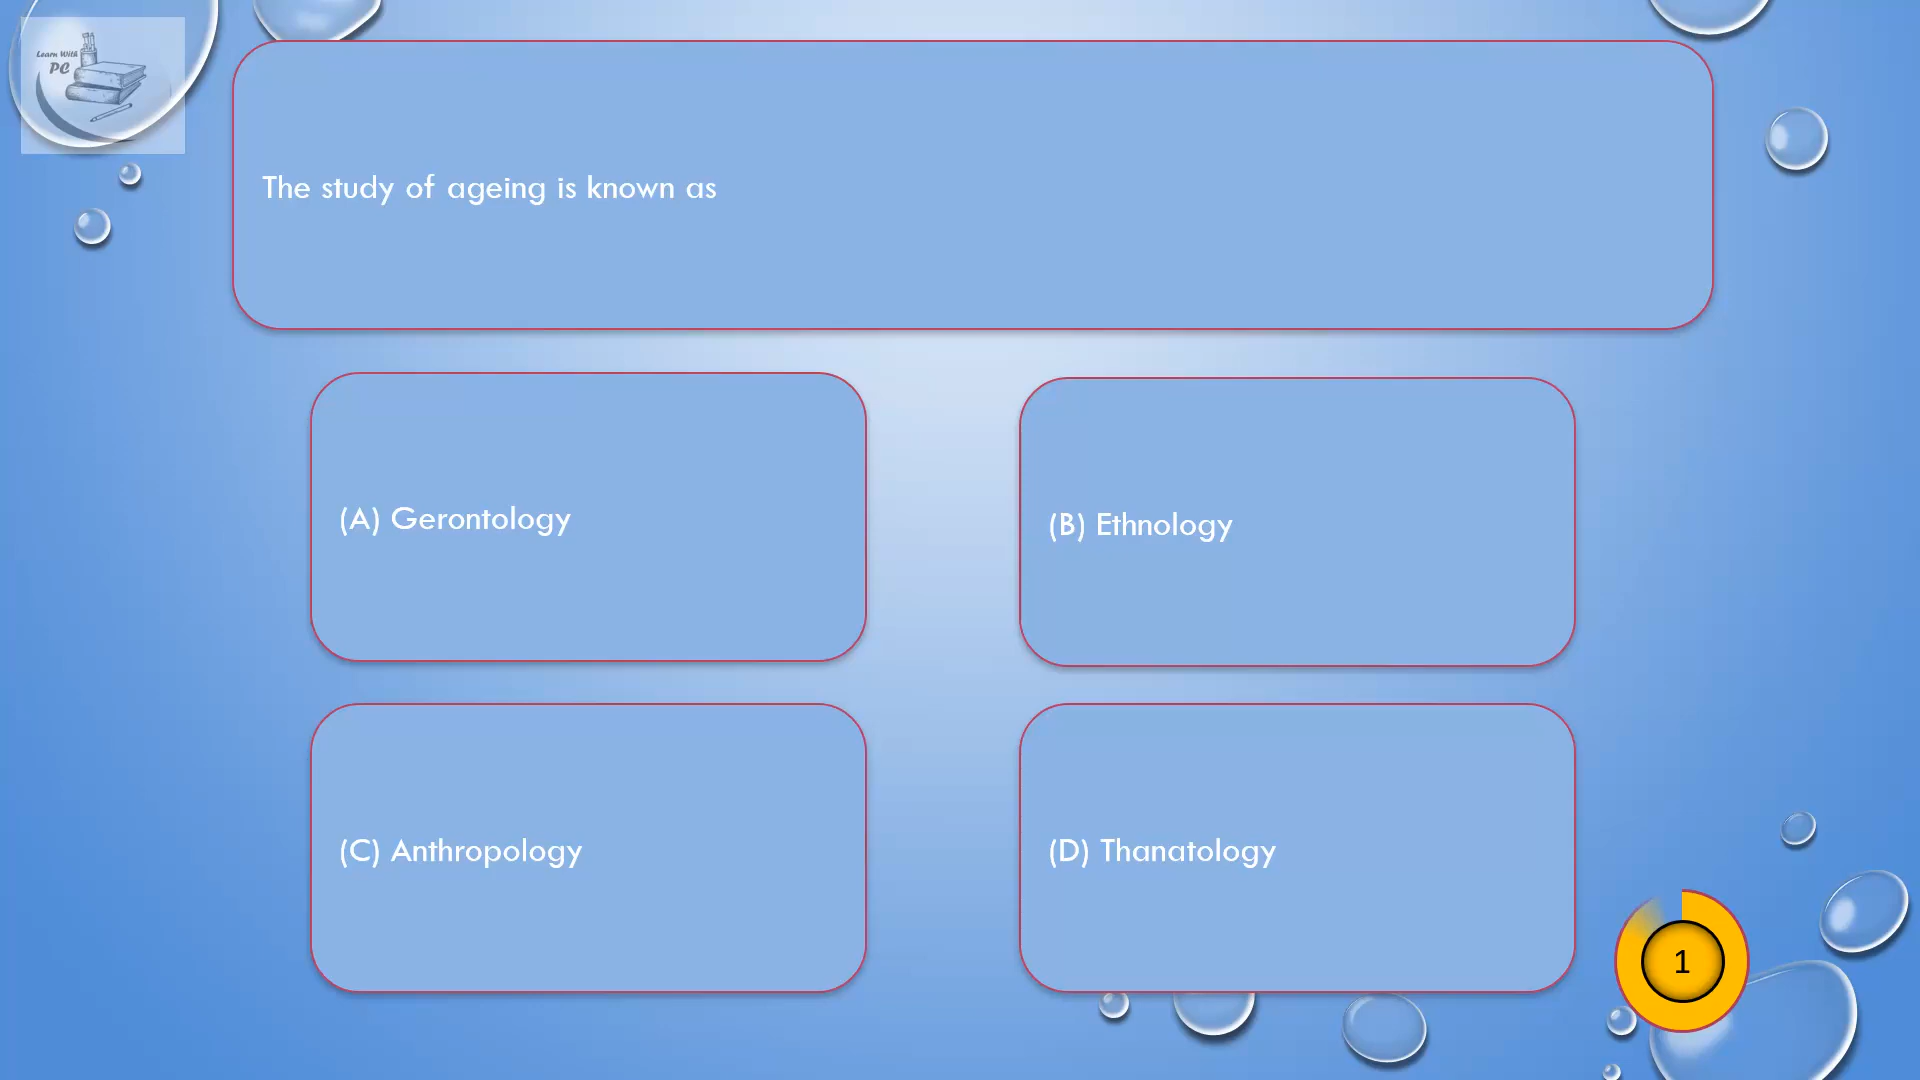 Learn With
PC
The study of ageing is known as
(A) Gerontology
(B) Ethnology
(C) Anthropology
(D) Thanatology
1